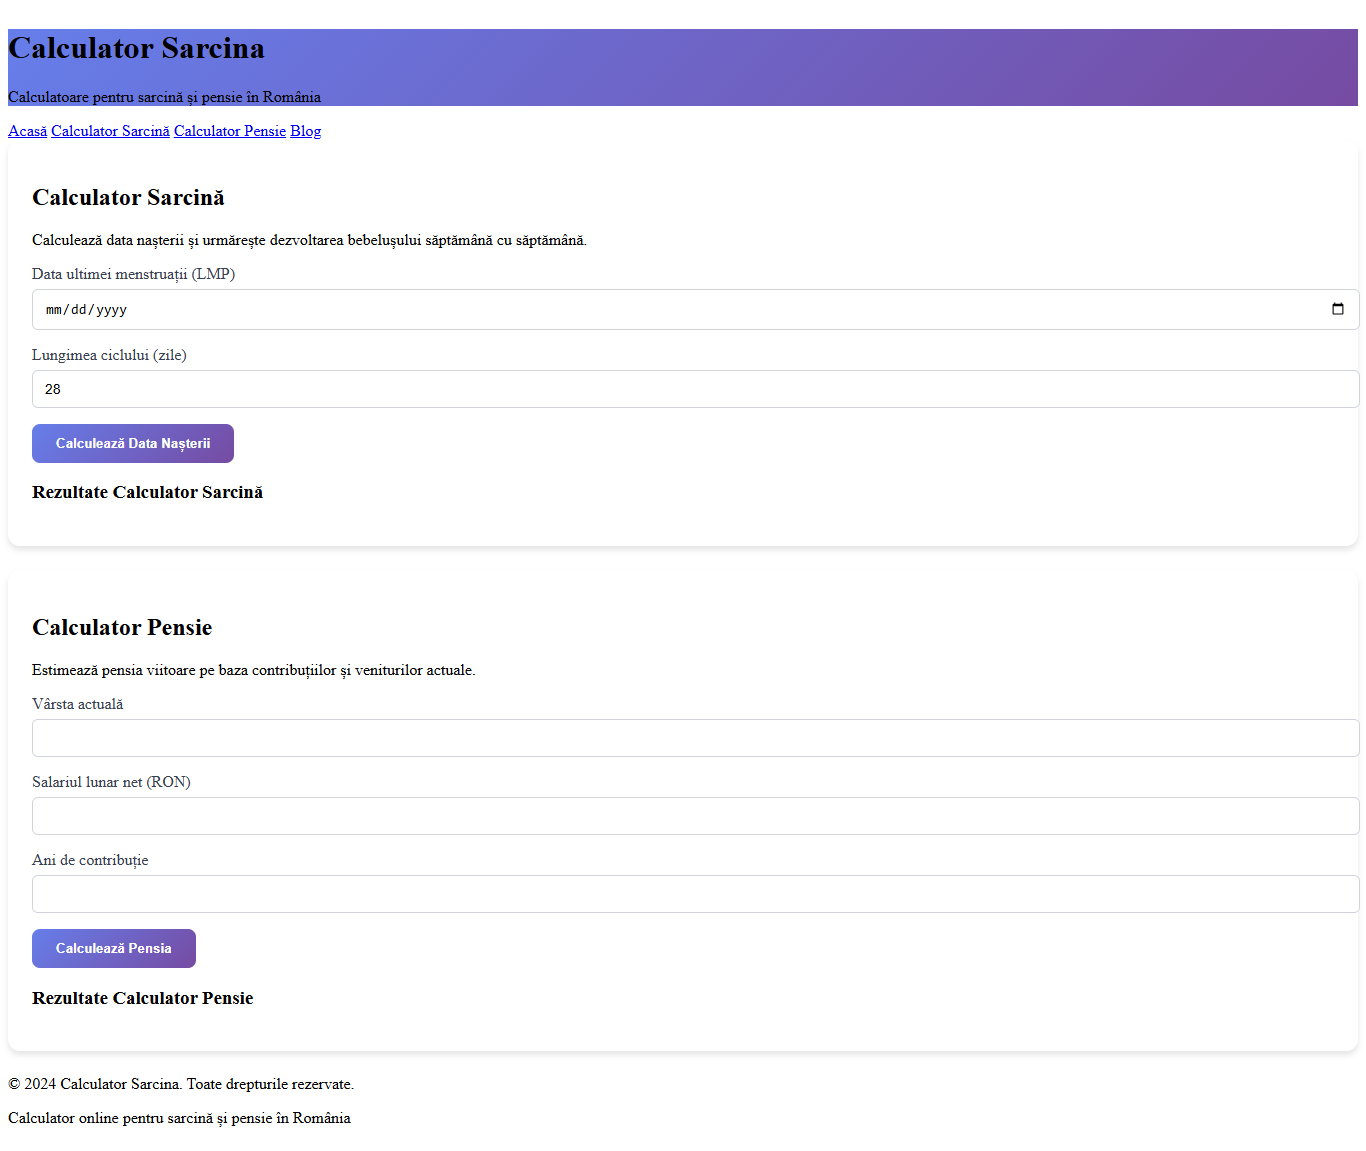 Calculator Sarcina
Calculatoare pentru sarcină și pensie în România
Acasă Calculator Sarcină Calculator Pensie Blog
Calculator Sarcină
Calculează data nașterii și urmărește dezvoltarea bebelușului săptămână cu săptămână.
Data ultimei menstruații (LMP)
mm/dd/yyyy
Lungimea ciclului (zile)
28
Calculează Data Nașterii
Rezultate Calculator Sarcină
Calculator Pensie
Estimează pensia viitoare pe baza contribuțiilor și veniturilor actuale.
Vârsta actuală
Salariul lunar net (RON)
Ani de contribuție
Calculează Pensia
Rezultate Calculator Pensie
© 2024 Calculator Sarcina. Toate drepturile rezervate.
Calculator online pentru sarcină și pensie în România